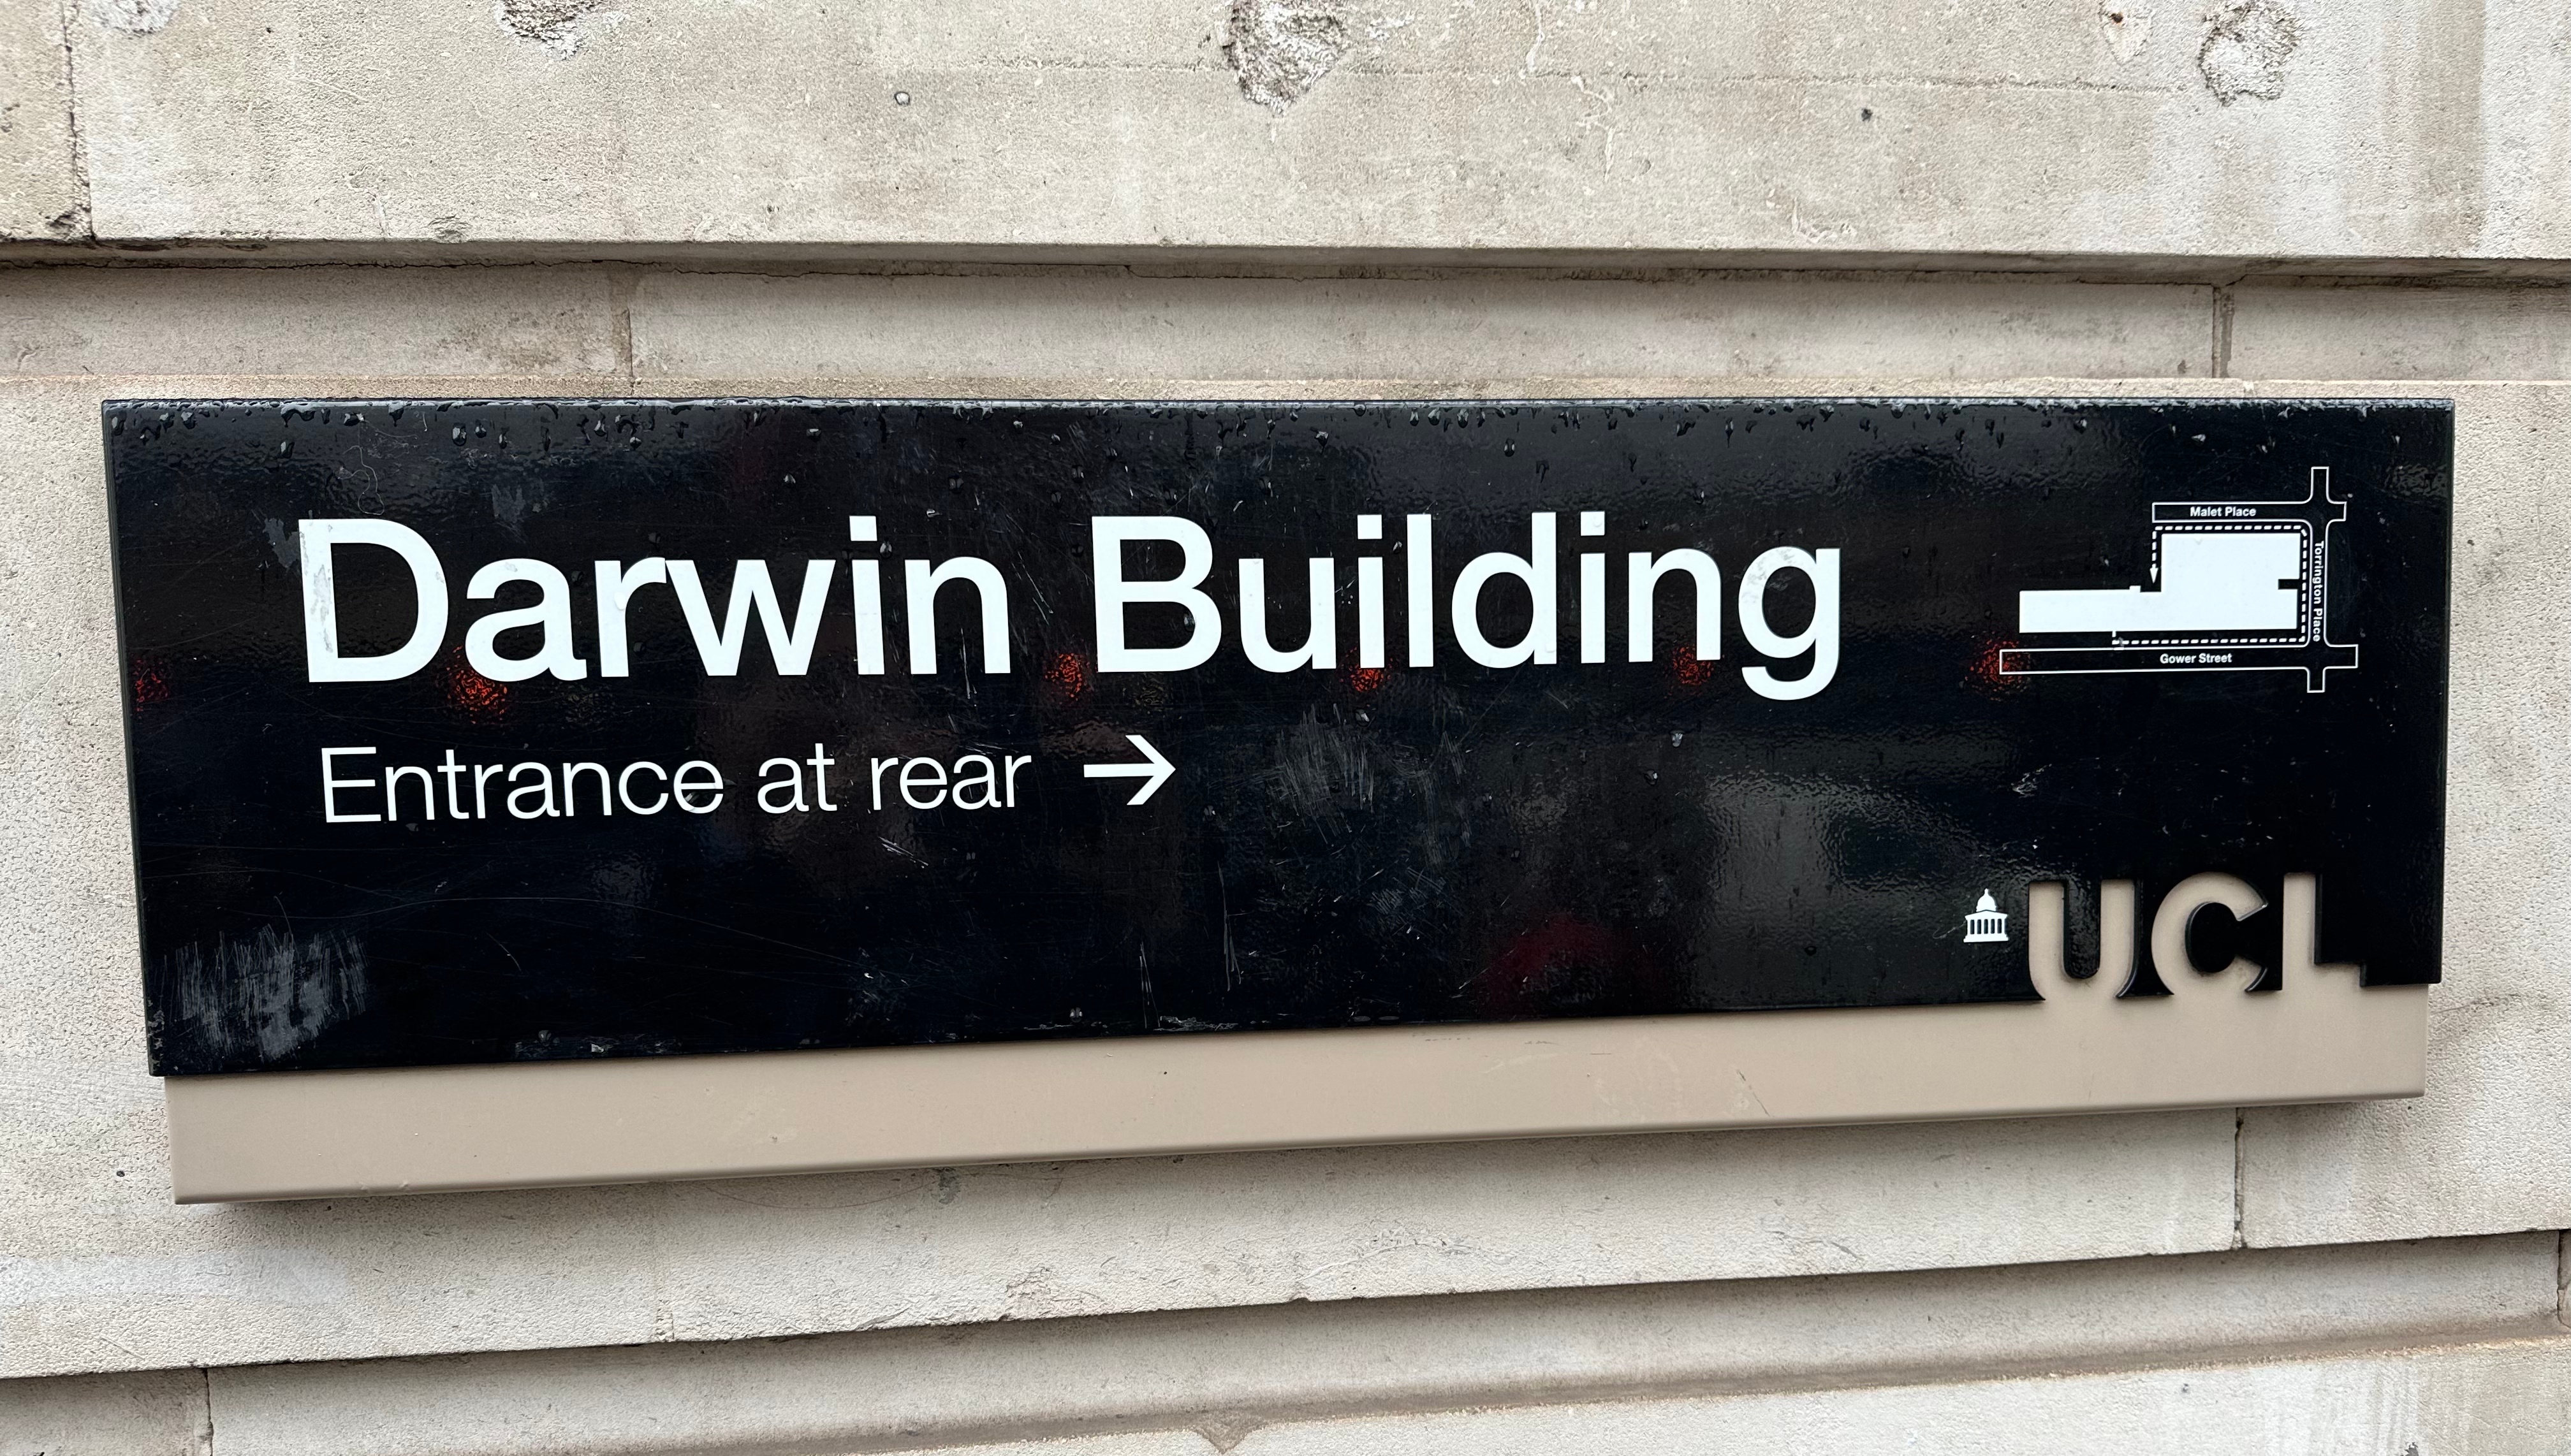 Darwin Building
Entrance at rear →
Malet Place
Torrington Place
Gower Street
UCL